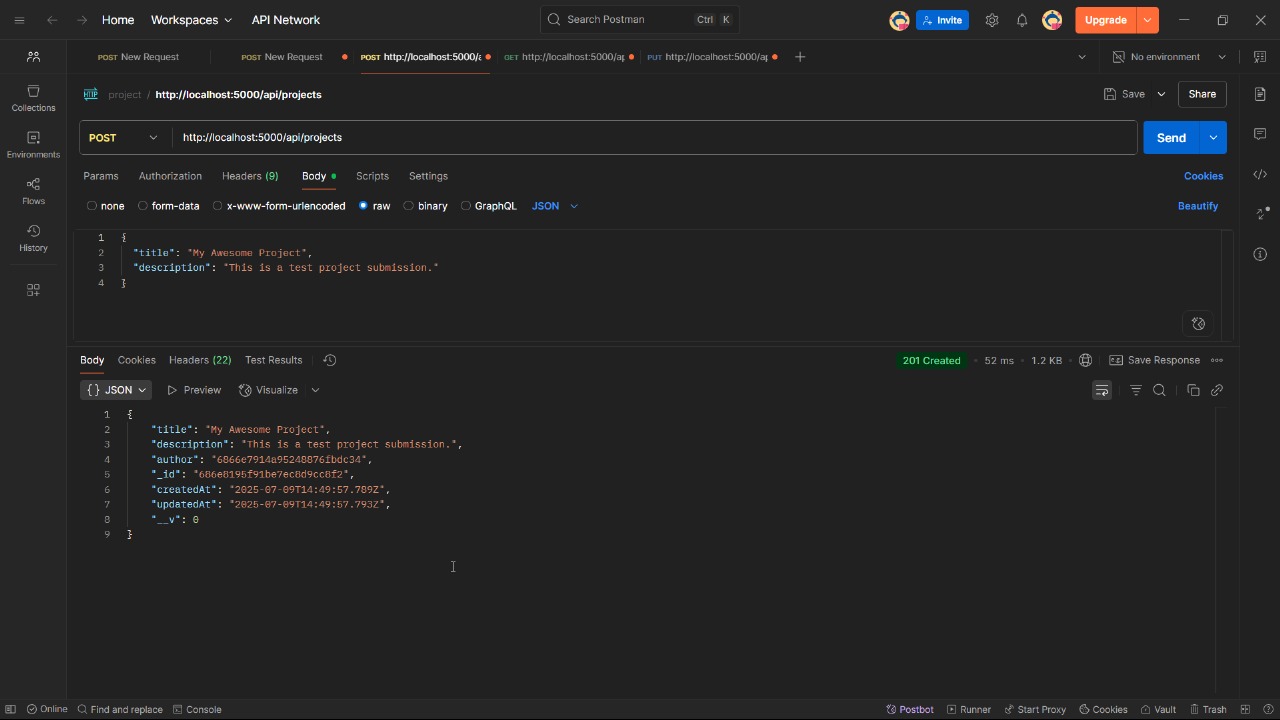 Home Workspaces API Network Search Postman Ctrl K Invite Upgrade
POST New Request POST New Request POST http://localhost:5000/a GET http://localhost:5000/ap PUT http://localhost:5000/ap No environment
HTTP project / http://localhost:5000/api/projects Save Share
Collections
Environments
Flows
History
POST http://localhost:5000/api/projects Send
Params Authorization Headers (9) Body Scripts Settings Cookies
none form-data x-www-form-urlencoded raw binary GraphQL JSON Beautify
1 {
2 "title": "My Awesome Project",
3 "description": "This is a test project submission."
4 }
Body Cookies Headers (22) Test Results 201 Created 52 ms 1.2 KB Save Response
{} JSON Preview Visualize
1 {
2 "title": "My Awesome Project",
3 "description": "This is a test project submission.",
4 "author": "6866e7914a95248876fbdc34",
5 "_id": "686e8195f91be7ec8d9cc8f2",
6 "createdAt": "2025-07-09T14:49:57.789Z",
7 "updatedAt": "2025-07-09T14:49:57.793Z",
8 "__v": 0
9 }
Online Find and replace Console Postbot Runner Start Proxy Cookies Vault Trash